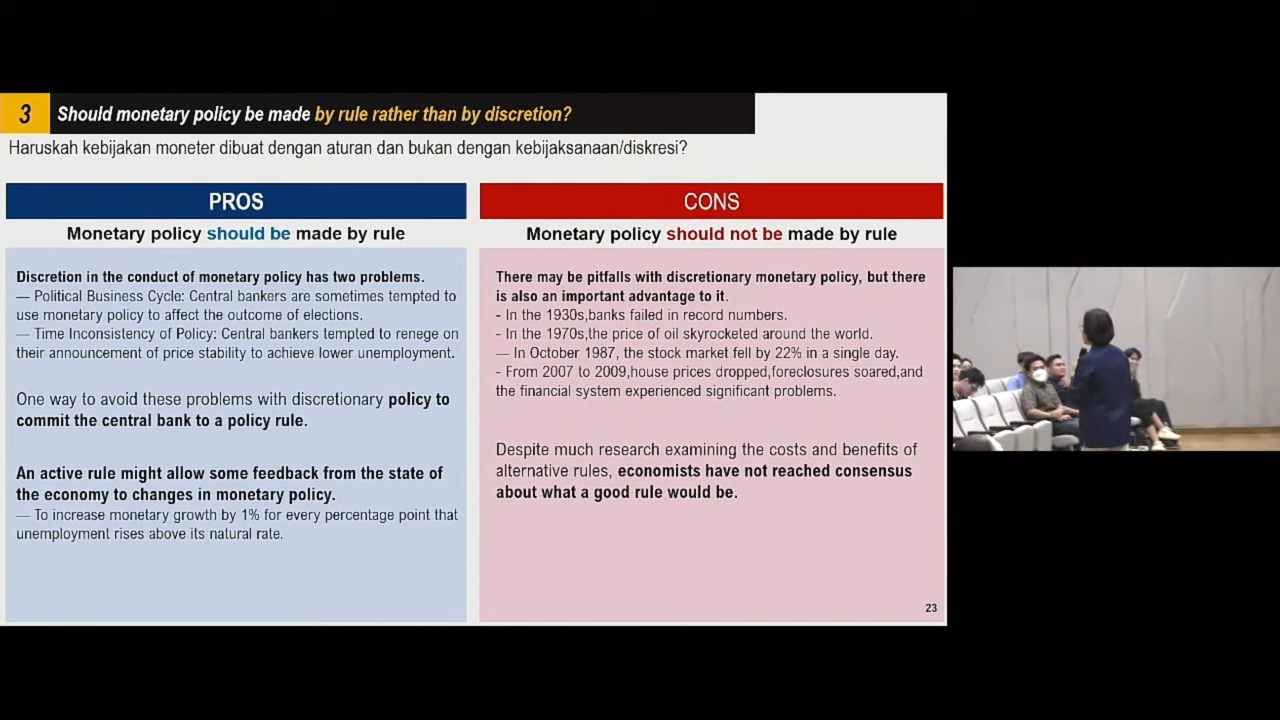 3
Should monetary policy be made by rule rather than by discretion?
Haruskah kebijakan moneter dibuat dengan aturan dan bukan dengan kebijaksanaan/diskresi?
PROS
Monetary policy should be made by rule
Discretion in the conduct of monetary policy has two problems.
— Political Business Cycle: Central bankers are sometimes tempted to
use monetary policy to affect the outcome of elections.
— Time Inconsistency of Policy: Central bankers tempted to renege on
their announcement of price stability to achieve lower unemployment.
One way to avoid these problems with discretionary policy to
commit the central bank to a policy rule.
An active rule might allow some feedback from the state of
the economy to changes in monetary policy.
— To increase monetary growth by 1% for every percentage point that
unemployment rises above its natural rate.
CONS
Monetary policy should not be made by rule
There may be pitfalls with discretionary monetary policy, but there
is also an important advantage to it.
- In the 1930s,banks failed in record numbers.
- In the 1970s,the price of oil skyrocketed around the world.
— In October 1987, the stock market fell by 22% in a single day.
- From 2007 to 2009,house prices dropped,foreclosures soared,and
the financial system experienced significant problems.
Despite much research examining the costs and benefits of
alternative rules, economists have not reached consensus
about what a good rule would be.
23